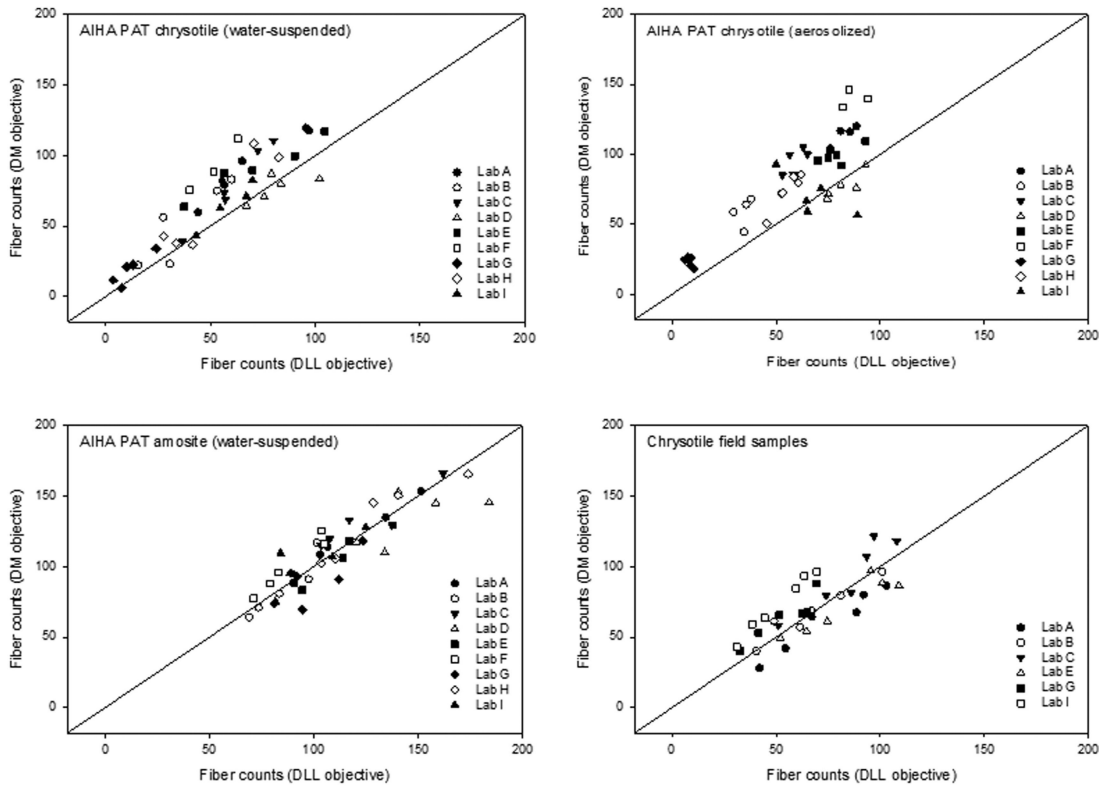 AIHA PAT chrysotile (water-suspended)
Fiber counts (DM objective)
200
150
100
50
0
0
50
100
150
200
Fiber counts (DLL objective)
Lab A
Lab B
Lab C
Lab D
Lab E
Lab F
Lab G
Lab H
Lab I
AIHA PAT chrysotile (aerosolized)
Fiber counts (DM objective)
200
150
100
50
0
0
50
100
150
200
Fiber counts (DLL objective)
Lab A
Lab B
Lab C
Lab D
Lab E
Lab F
Lab G
Lab H
Lab I
AIHA PAT amosite (water-suspended)
Fiber counts (DM objective)
200
150
100
50
0
0
50
100
150
200
Fiber counts (DLL objective)
Lab A
Lab B
Lab C
Lab D
Lab E
Lab F
Lab G
Lab H
Lab I
Chrysotile field samples
Fiber counts (DM objective)
200
150
100
50
0
0
50
100
150
200
Fiber counts (DLL objective)
Lab A
Lab B
Lab C
Lab E
Lab G
Lab I